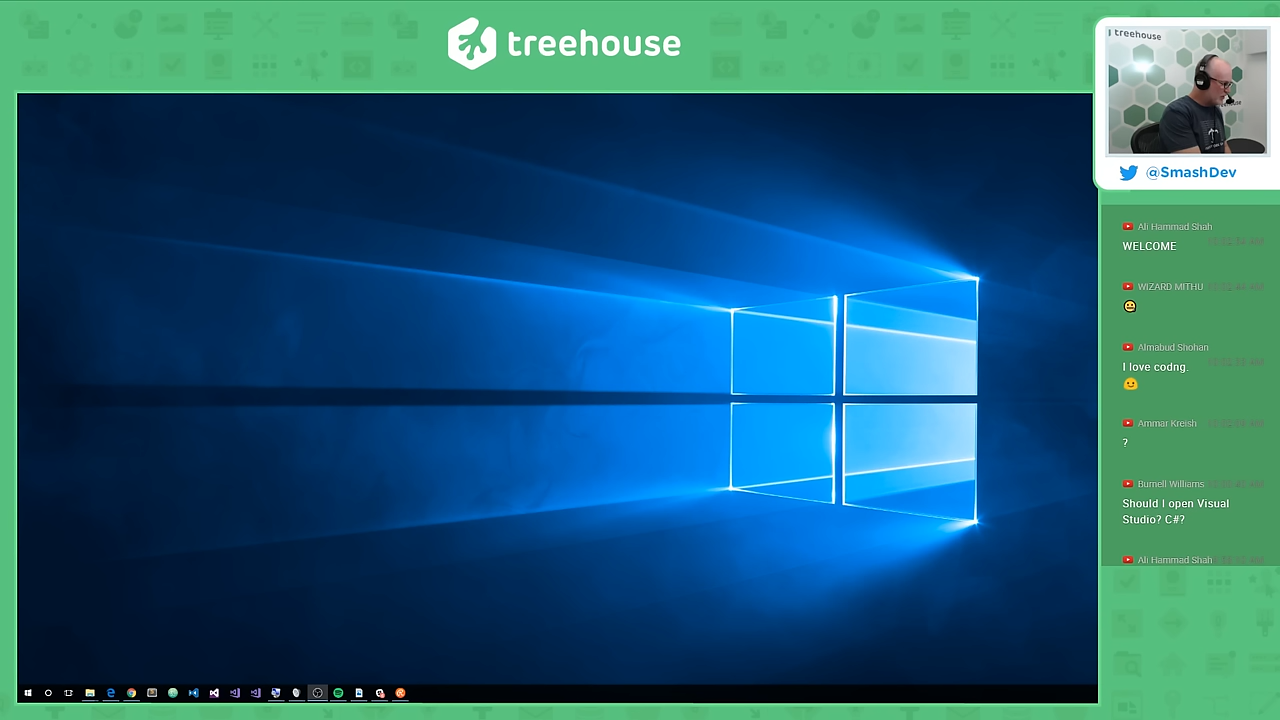 treehouse
treehouse
@SmashDev
Ali Hammad Shah
WELCOME
WIZARD MITHU
Almabud Shohan
I love codng.
Ammar Kreish
?
Burnell Williams
Should I open Visual
Studio? C#?
Ali Hammad Shah